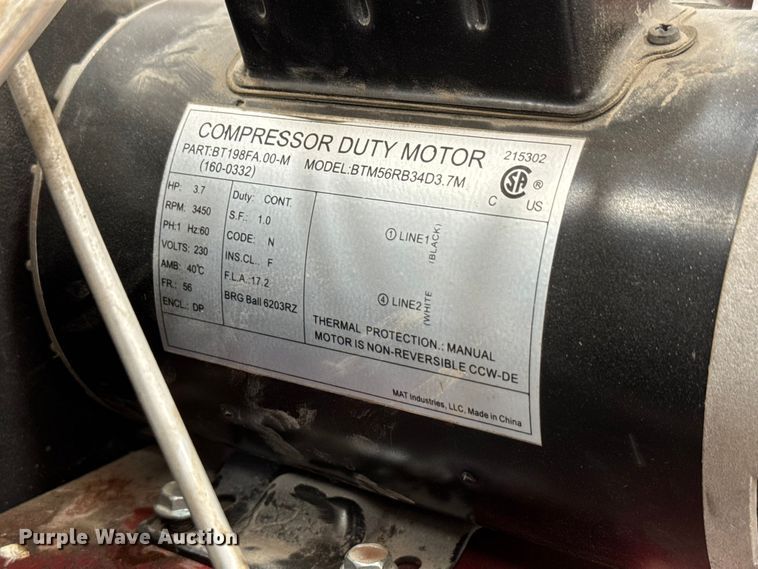 COMPRESSOR DUTY MOTOR
215302
PART:BT198FA.00-M
(160-0332)
MODEL:BTM56RB34D3.7M
C US
®
HP: 3.7
RPM: 3450
PH:1 Hz:60
VOLTS: 230
AMB: 40℃
FR.: 56
ENCL.: DP
Duty: CONT.
S.F.: 1.0
CODE: N
INS.CL.: F
F.L.A.:17.2
BRG Ball 6203RZ
① LINE1 (BLACK)
④ LINE2 (WHITE
THERMAL PROTECTION.: MANUAL
MOTOR IS NON-REVERSIBLE CCW-DE
MAT Industries, LLC, Made in China
Purple Wave Auction